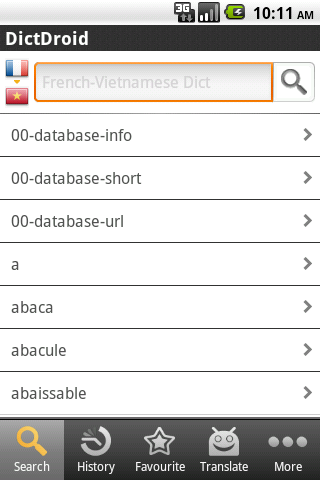 3G
10:11 AM
DictDroid
French-Vietnamese Dict
00-database-info
00-database-short
00-database-url
a
abaca
abacule
abaissable
Search
History
Favourite
Translate
More